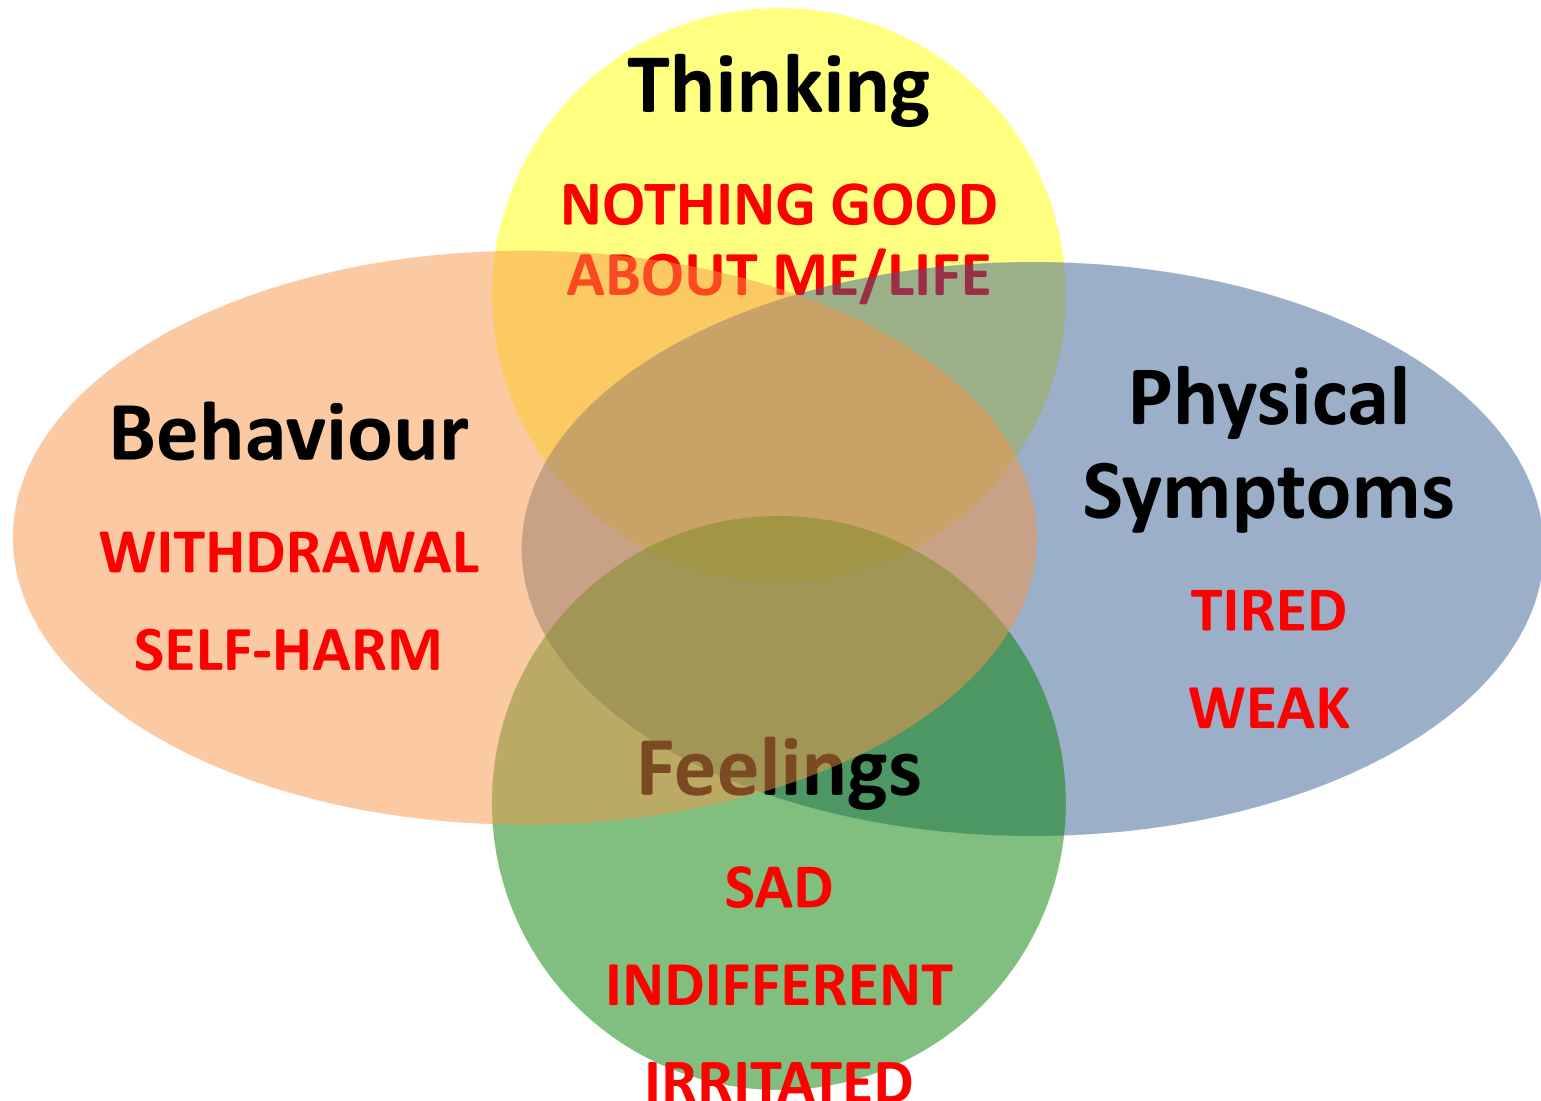 Thinking
NOTHING GOOD
ABOUT ME/LIFE
Behaviour
WITHDRAWAL
SELF-HARM
Physical
Symptoms
TIRED
WEAK
Feelings
SAD
INDIFFERENT
IRRITATED